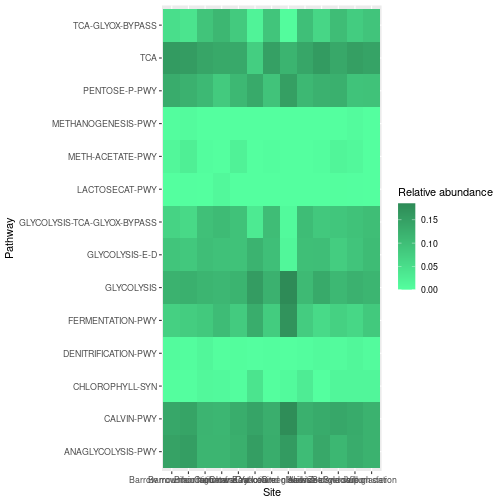 TCA-GLYOX-BYPASS
TCA
PENTOSE-P-PWY
METHANOGENESIS-PWY
METH-ACETATE-PWY
LACTOSECAT-PWY
GLYCOLYSIS-TCA-GLYOX-BYPASS
GLYCOLYSIS-E-D
GLYCOLYSIS
FERMENTATION-PWY
DENITRIFICATION-PWY
CHLOROPHYLL-SYN
CALVIN-PWY
ANAGLYCOLYSIS-PWY
Pathway
Site
Relative abundance
0.15
0.10
0.05
0.00